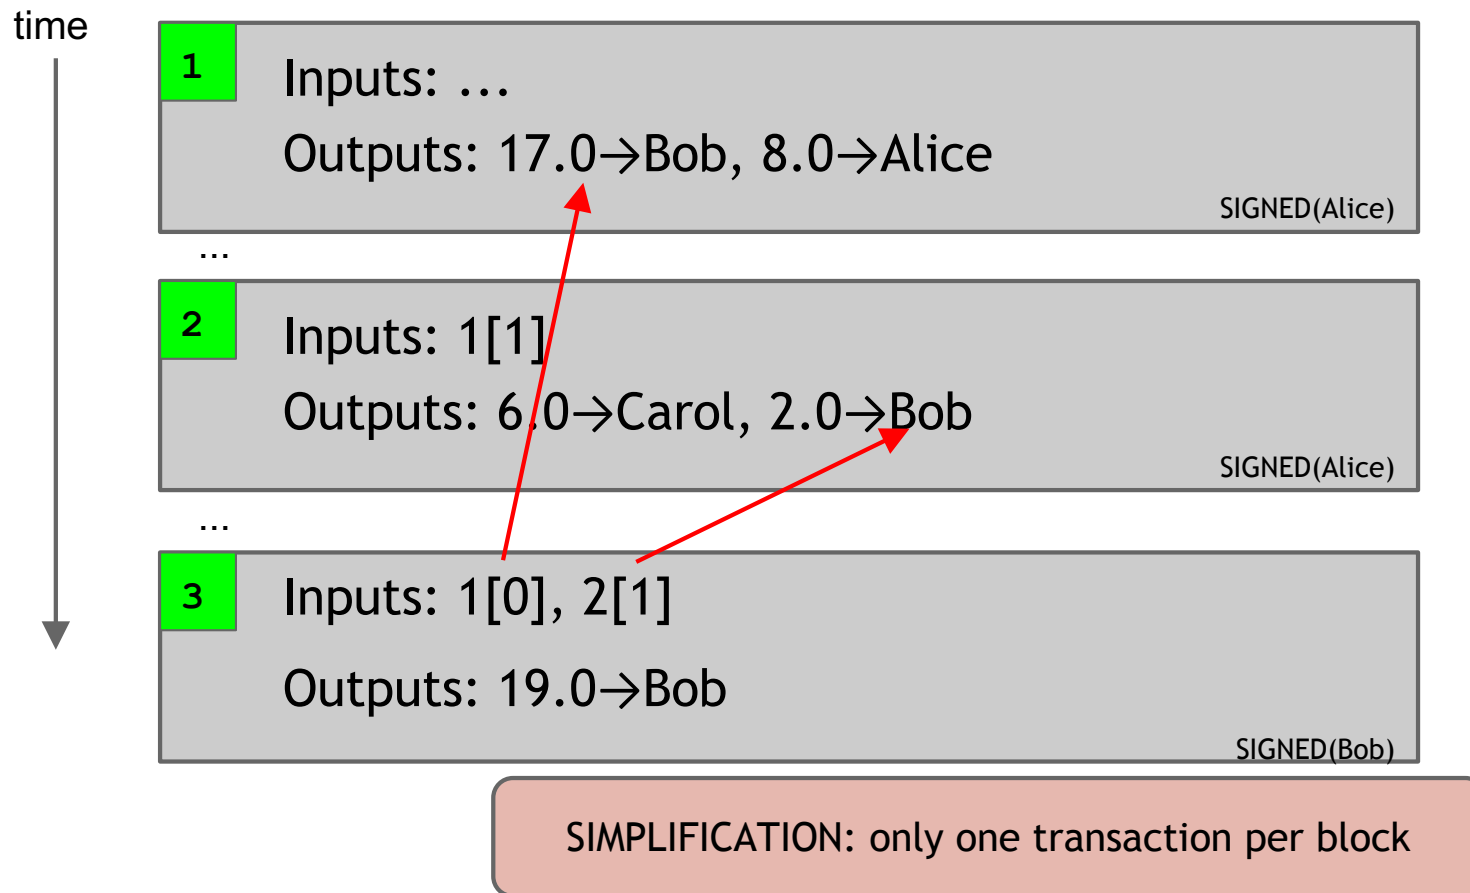 time
1
Inputs: ...
Outputs: 17.0→Bob, 8.0→Alice
SIGNED(Alice)
...
2
Inputs: 1[1]
Outputs: 6.0→Carol, 2.0→Bob
SIGNED(Alice)
...
3
Inputs: 1[0], 2[1]
Outputs: 19.0→Bob
SIGNED(Bob)
SIMPLIFICATION: only one transaction per block